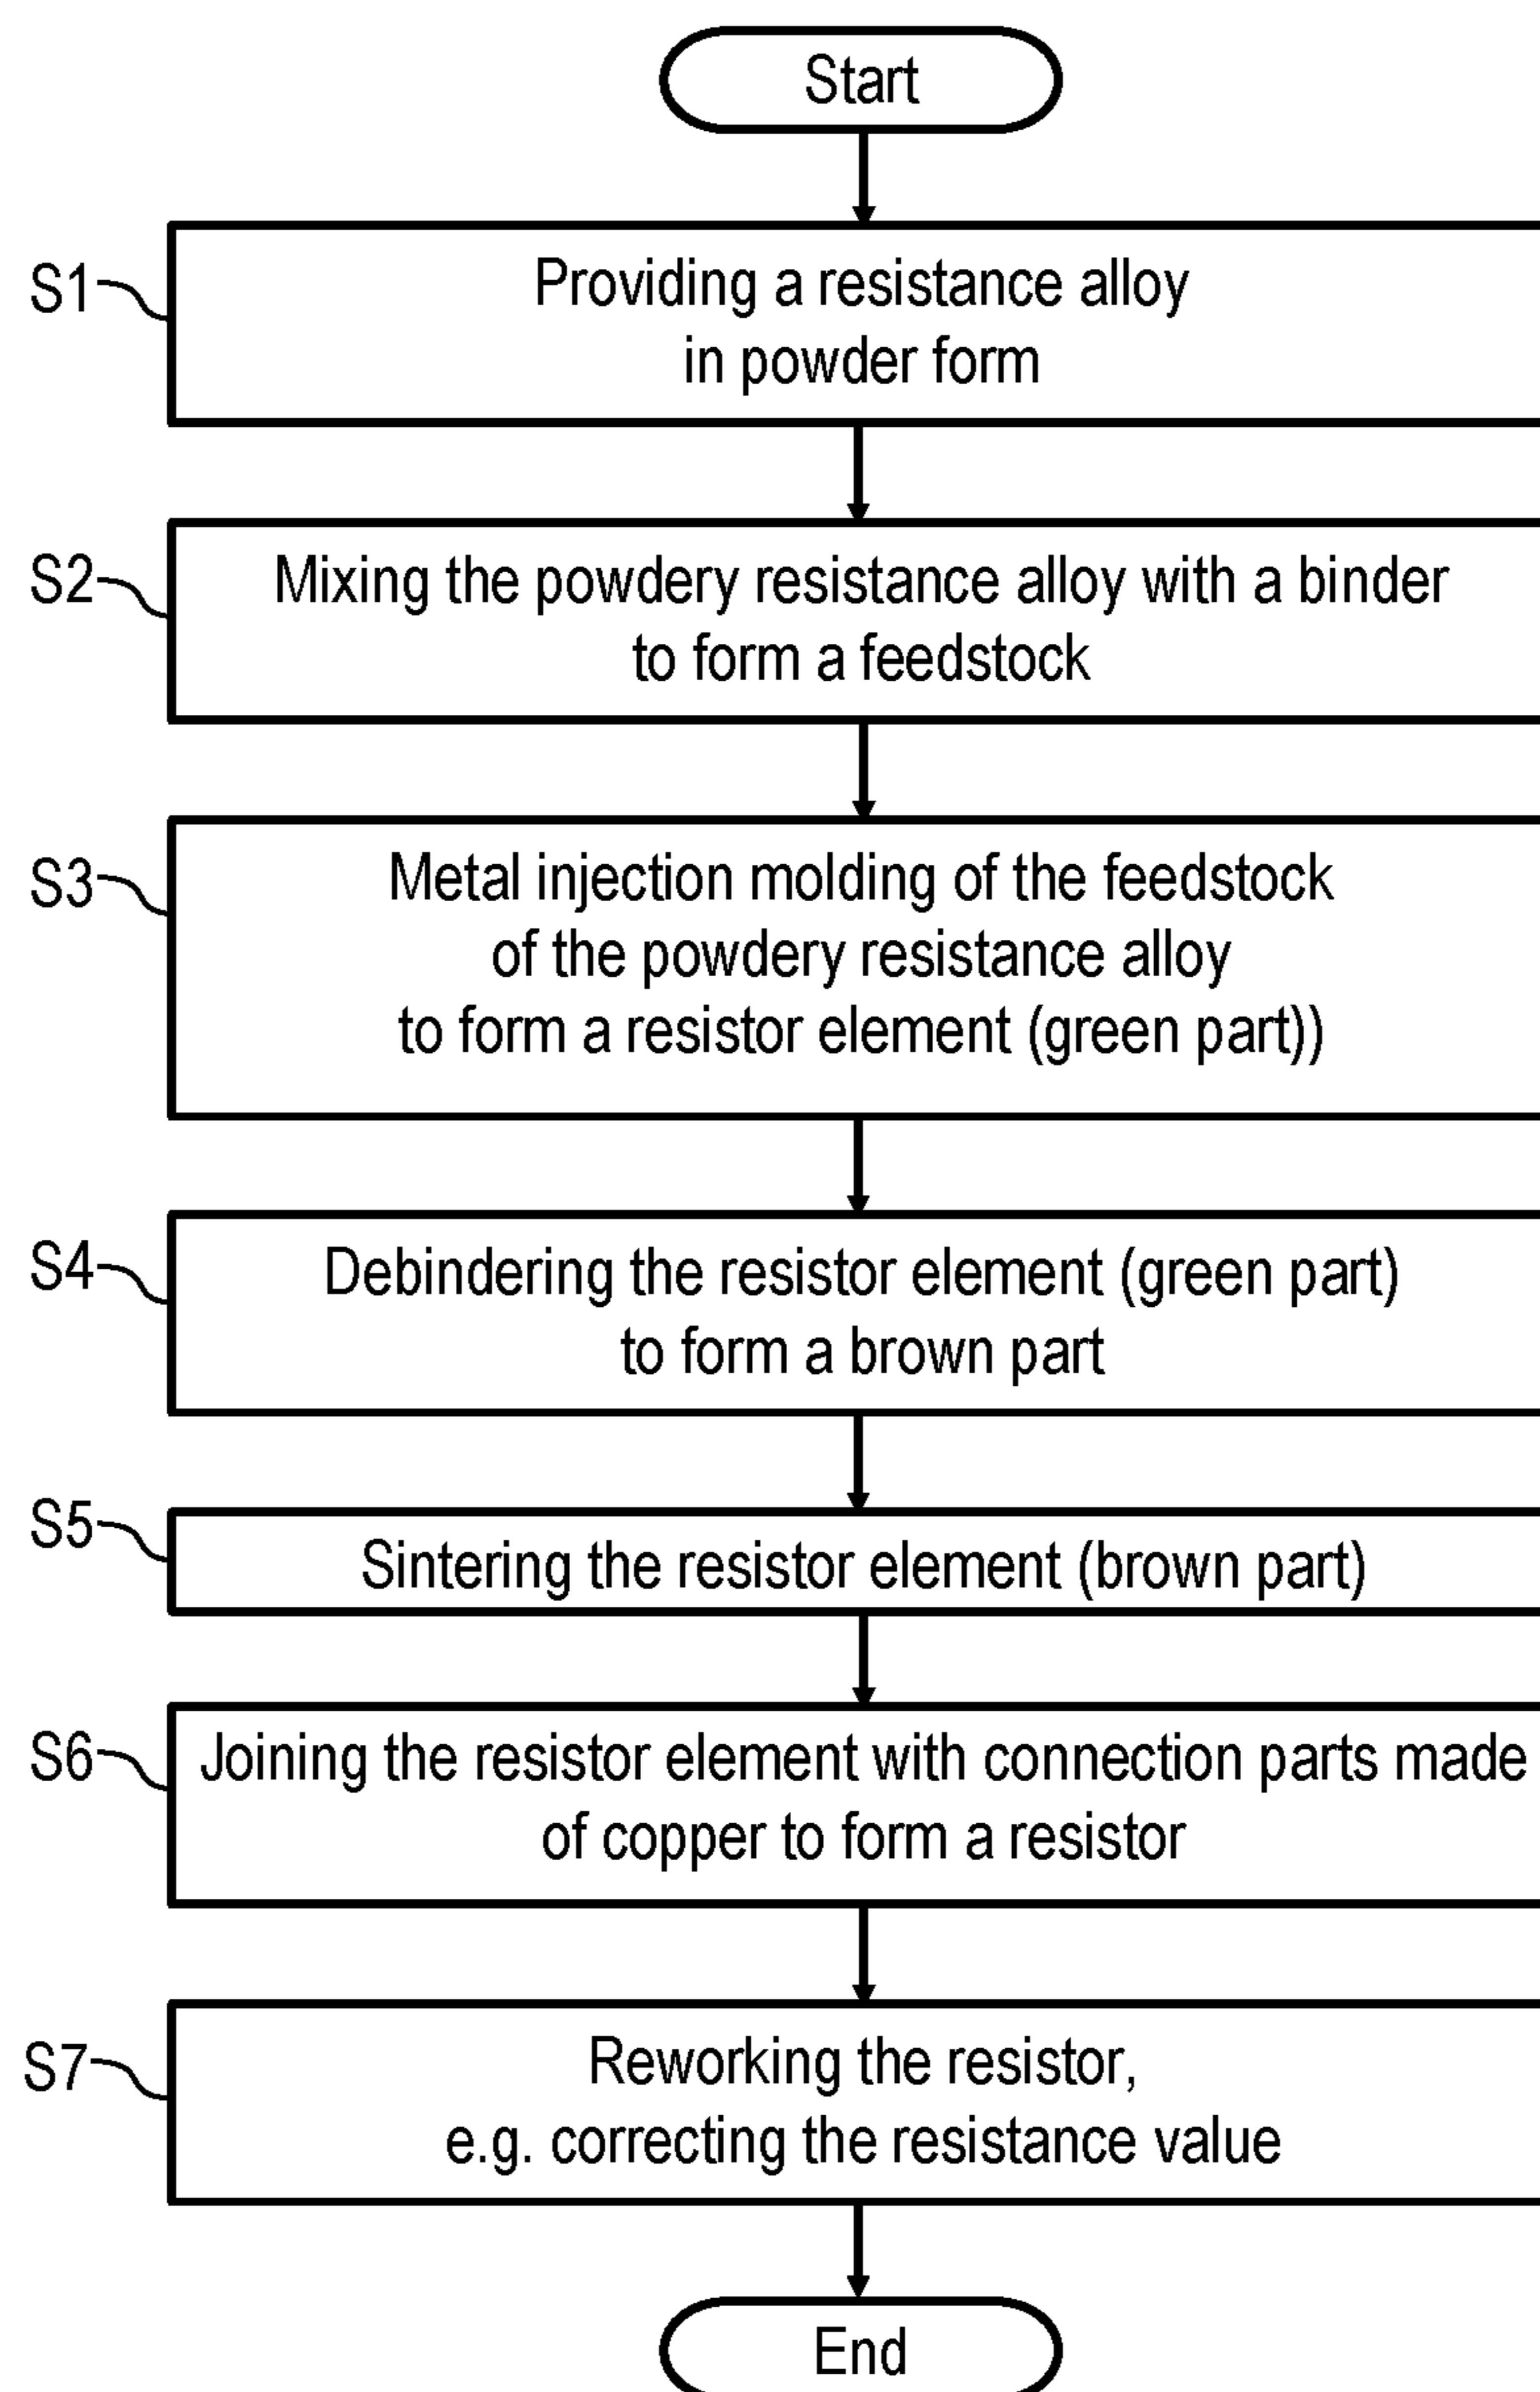 Start
S1
Providing a resistance alloy
in powder form
S2
Mixing the powdery resistance alloy with a binder
to form a feedstock
S3
Metal injection molding of the feedstock
of the powdery resistance alloy
to form a resistor element (green part))
S4
Debindering the resistor element (green part)
to form a brown part
S5
Sintering the resistor element (brown part)
S6
Joining the resistor element with connection parts made
of copper to form a resistor
S7
Reworking the resistor,
e.g. correcting the resistance value
End